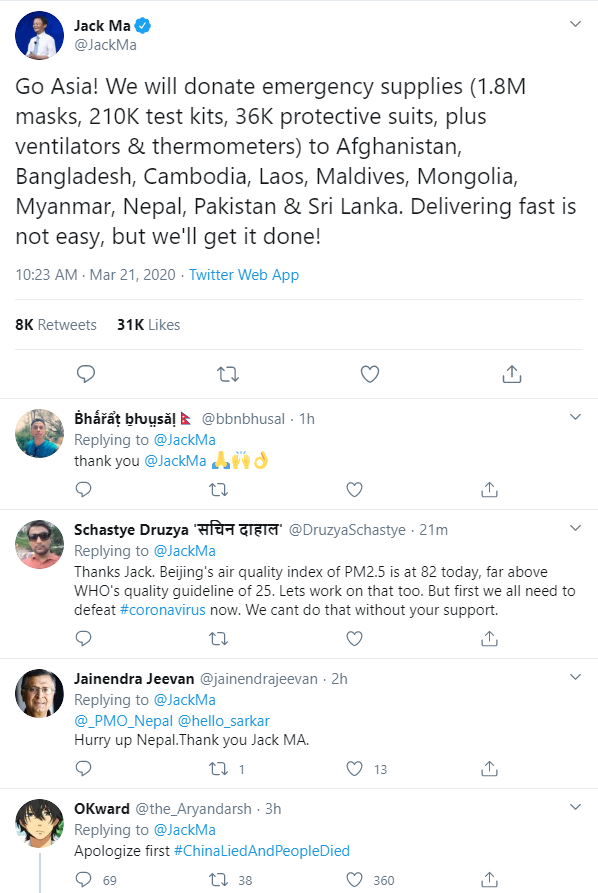 Jack Ma
@JackMa
Go Asia! We will donate emergency supplies (1.8M
masks, 210K test kits, 36K protective suits, plus
ventilators & thermometers) to Afghanistan,
Bangladesh, Cambodia, Laos, Maldives, Mongolia,
Myanmar, Nepal, Pakistan & Sri Lanka. Delivering fast is
not easy, but we'll get it done!
10:23 AM · Mar 21, 2020 · Twitter Web App
8K Retweets 31K Likes
@bbnbhusal · 1h
Replying to @JackMa
thank you @JackMa 🙏🙌👌
Schastye Druzya 'सचिन दाहाल' @DruzyaSchastye · 21m
Replying to @JackMa
Thanks Jack. Beijing's air quality index of PM2.5 is at 82 today, far above
WHO's quality guideline of 25. Lets work on that too. But first we all need to
defeat #coronavirus now. We cant do that without your support.
Jainendra Jeevan @jainendrajeevan · 2h
Replying to @JackMa
@_PMO_Nepal @hello_sarkar
Hurry up Nepal.Thank you Jack MA.
1 13
OKward @the_Aryandarsh · 3h
Replying to @JackMa
Apologize first #ChinaLiedAndPeopleDied
69 38 360